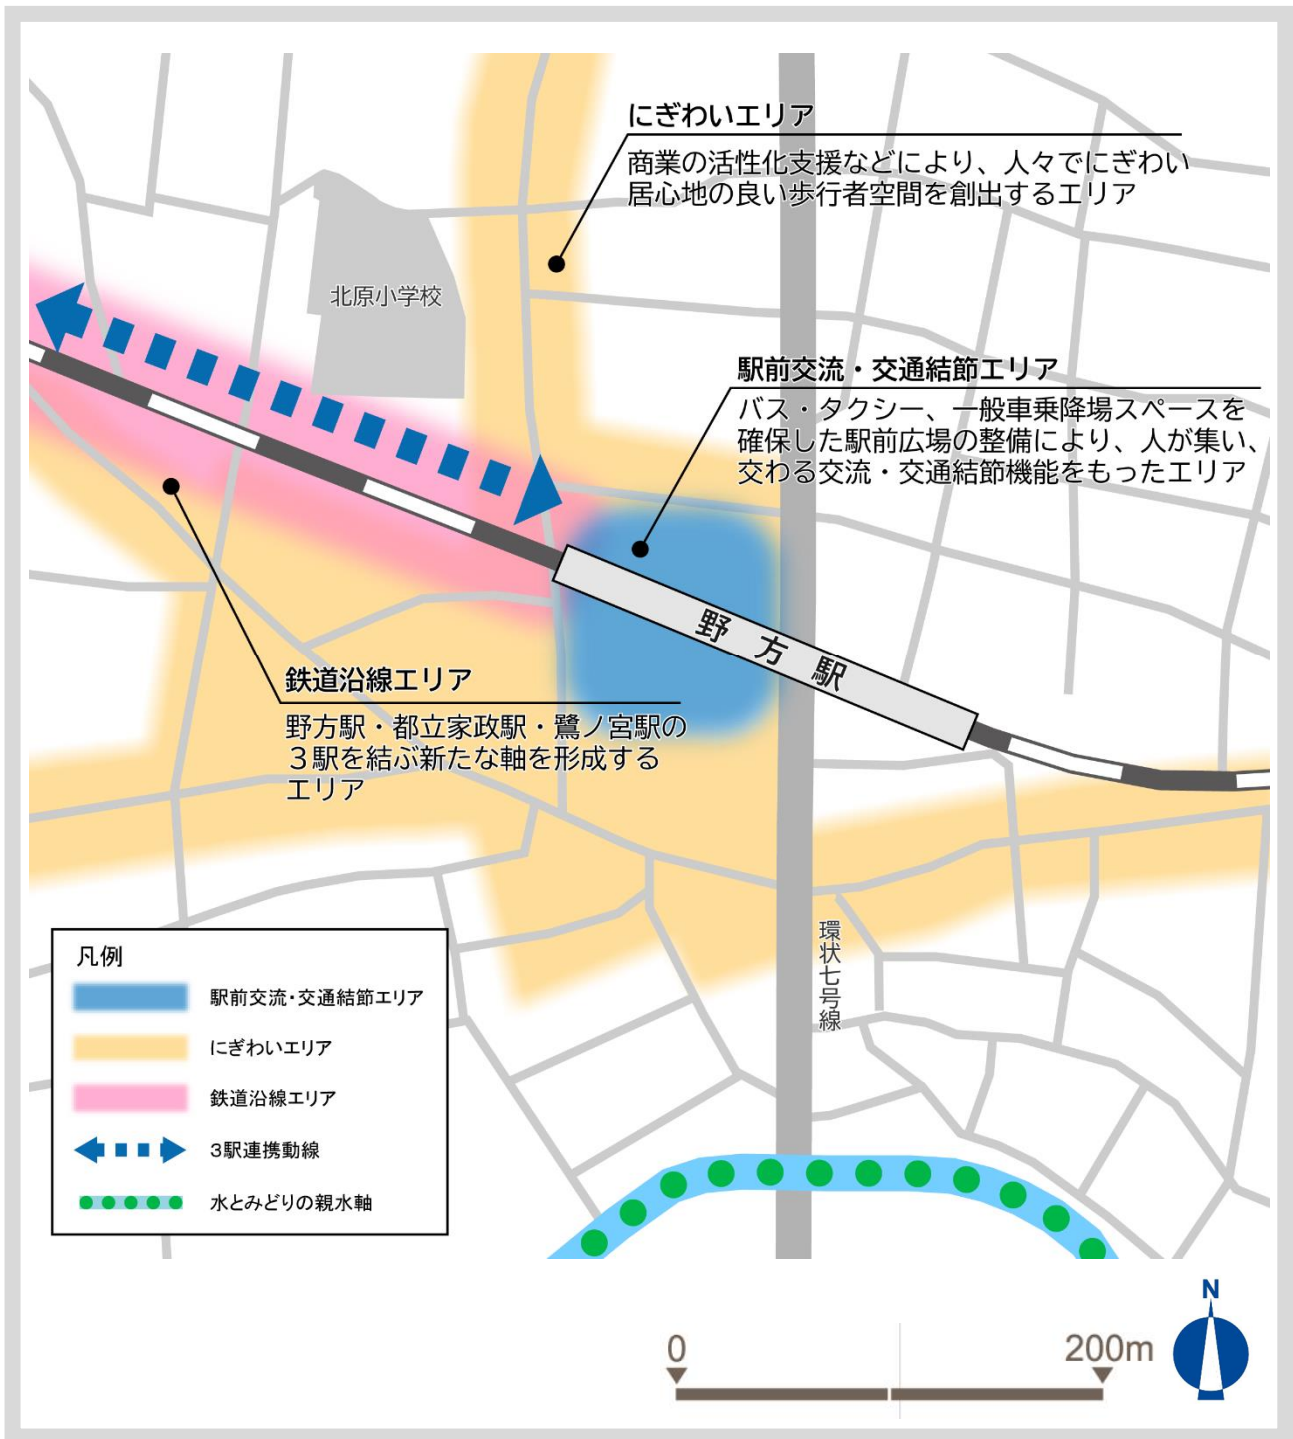 にぎわいエリア
商業の活性化支援などにより、人々でにぎわい
居心地の良い歩行者空間を創出するエリア
北原小学校
駅前交流・交通結節エリア
バス・タクシー、一般車乗降場スペースを
確保した駅前広場の整備により、人が集い、
交わる交流・交通結節機能をもったエリア
野方駅
鉄道沿線エリア
野方駅・都立家政駅・鷺ノ宮駅の
３駅を結ぶ新たな軸を形成する
エリア
環状七号線
凡例
駅前交流・交通結節エリア
にぎわいエリア
鉄道沿線エリア
3駅連携動線
水とみどりの親水軸
N
0
200m